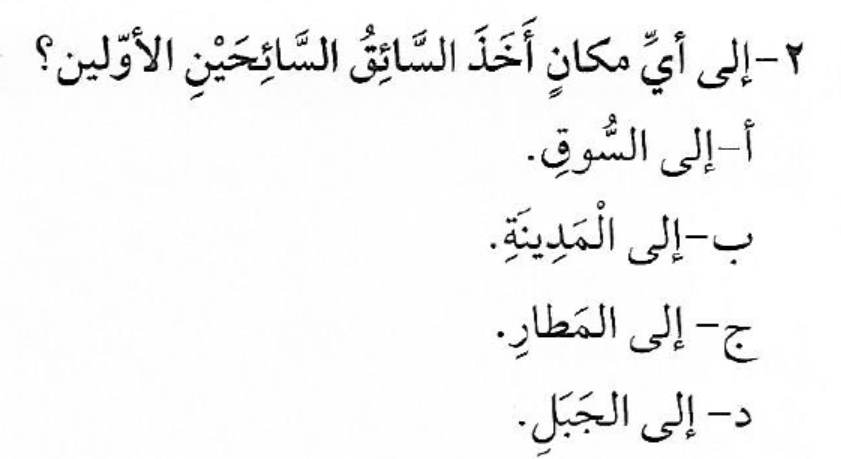 ٢-إلى أيِّ مكانٍ أَخَذَ السَّائِقُ السَّائِحَيْنِ الأوّلين؟
أ-إلى السُّوقِ.
ب-إلى الْمَدِينَةِ.
ج- إلى المَطارِ.
د- إلى الجَبَلِ.